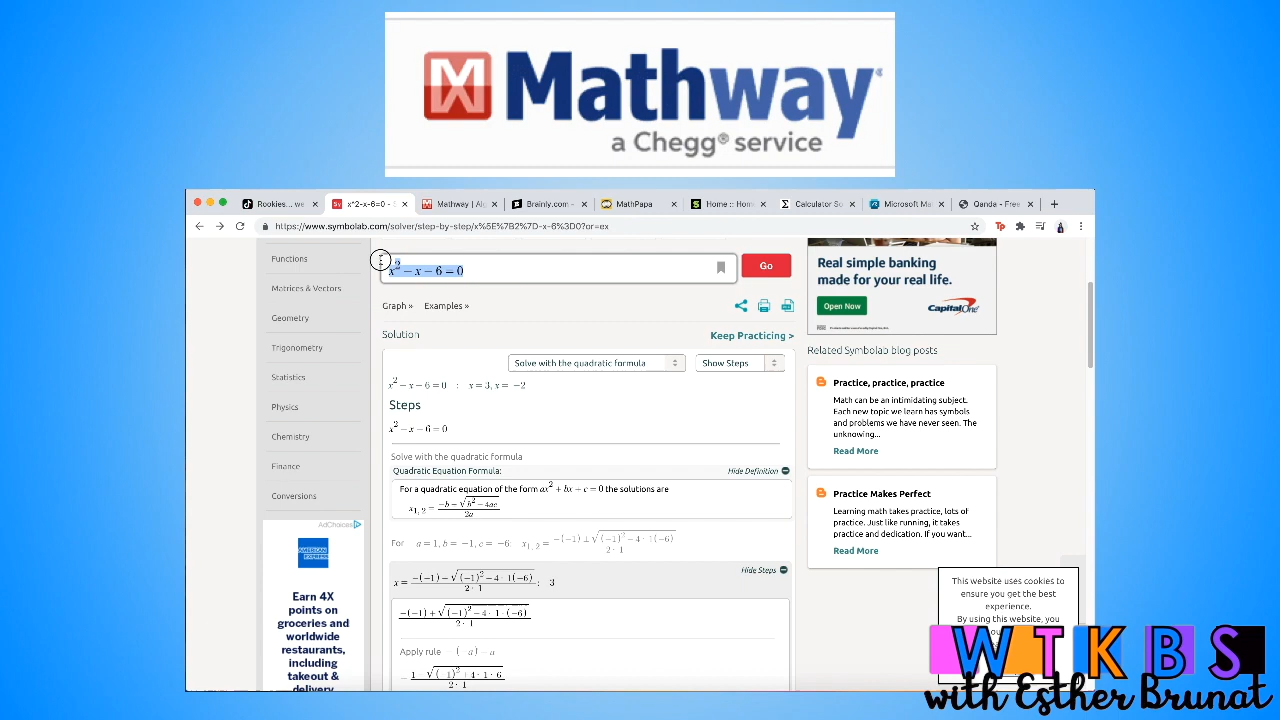 Mathway
a Chegg® service
Rookies... we
x^2-x-6=0 - S
Mathway | Alg
Brainly.com -
MathPapa
Home :: Home
Calculator So
Microsoft Mat
Qanda - Free
https://www.symbolab.com/solver/step-by-step/x%5E%7B2%7D-x-6%3D0?or=ex
Functions
Matrices & Vectors
Geometry
Trigonometry
Statistics
Physics
Chemistry
Finance
Conversions
AdChoices
AMERICAN EXPRESS
Earn 4X
points on
groceries and
worldwide
restaurants,
including
takeout &
delivery
x² − x − 6 = 0
Go
Graph »
Examples »
Solution
Keep Practicing >
Solve with the quadratic formula
Show Steps
x² − x − 6 = 0 : x = 3, x = −2
Steps
x² − x − 6 = 0
Solve with the quadratic formula
Quadratic Equation Formula:
Hide Definition
For a quadratic equation of the form ax² + bx + c = 0 the solutions are
Hide Steps
Apply rule
Real simple banking
made for your real life.
Open Now
Capital One
Related Symbolab blog posts
Practice, practice, practice
Math can be an intimidating subject.
Each new topic we learn has symbols
and problems we have never seen. The
unknowing...
Read More
Practice Makes Perfect
Learning math takes practice, lots of
practice. Just like running, it takes
practice and dedication. If you want...
Read More
This website uses cookies to
ensure you get the best
experience.
By using this website, you
WTKBS
with Esther Brunat